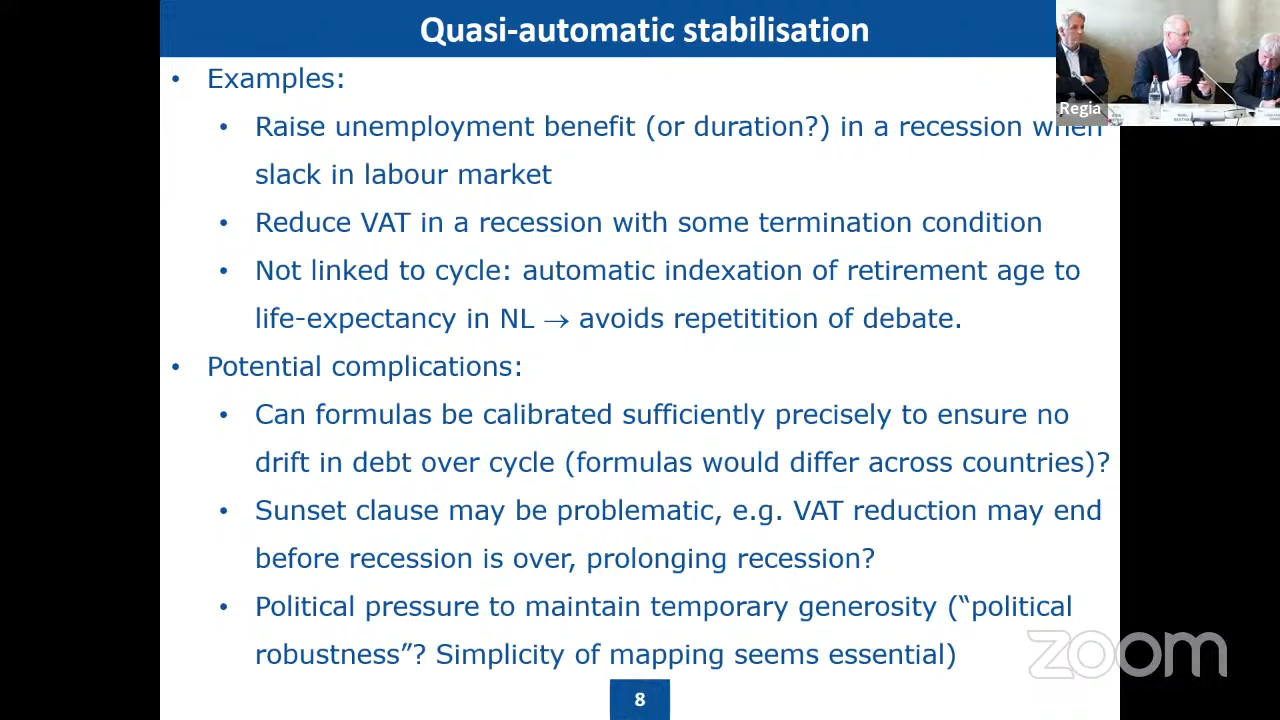 Quasi-automatic stabilisation
Regia
• Examples:
• Raise unemployment benefit (or duration?) in a recession when
slack in labour market
• Reduce VAT in a recession with some termination condition
• Not linked to cycle: automatic indexation of retirement age to
life-expectancy in NL → avoids repetitition of debate.
• Potential complications:
• Can formulas be calibrated sufficiently precisely to ensure no
drift in debt over cycle (formulas would differ across countries)?
• Sunset clause may be problematic, e.g. VAT reduction may end
before recession is over, prolonging recession?
• Political pressure to maintain temporary generosity (“political
robustness”? Simplicity of mapping seems essential)
zoom
8